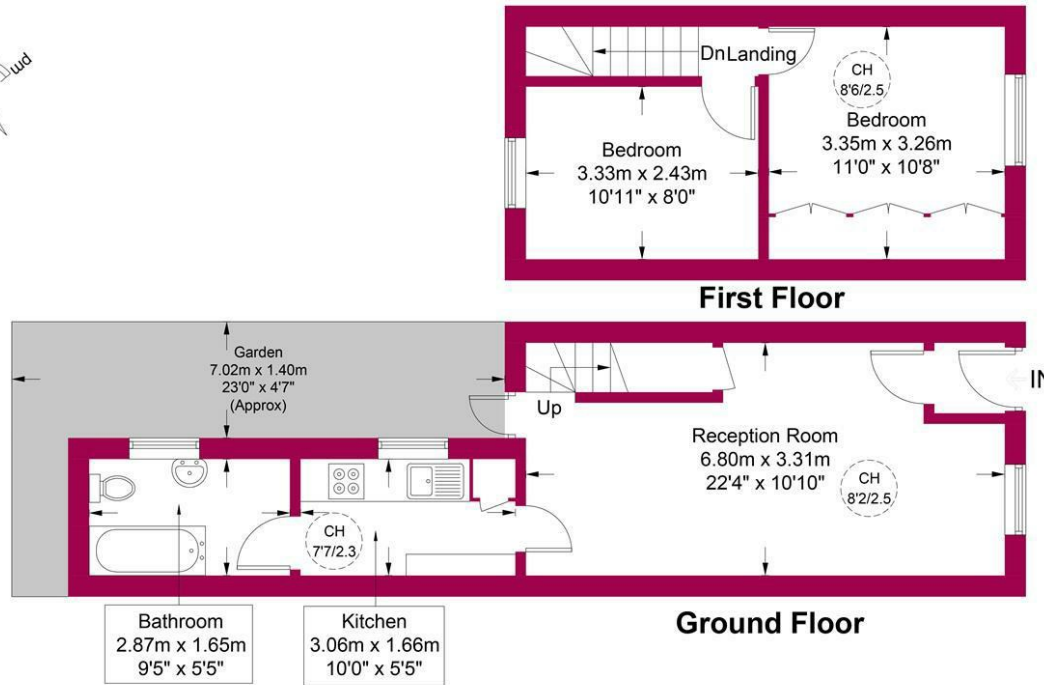 pm
Dn
Landing
CH
8'6/2.5
Bedroom
3.35m x 3.26m
11'0" x 10'8"
Bedroom
3.33m x 2.43m
10'11" x 8'0"
First Floor
Garden
7.02m x 1.40m
23'0" x 4'7"
(Approx)
Up
IN
Reception Room
6.80m x 3.31m
22'4" x 10'10"
CH
8'2/2.5
CH
7'7/2.3
Bathroom
2.87m x 1.65m
9'5" x 5'5"
Kitchen
3.06m x 1.66m
10'0" x 5'5"
Ground Floor